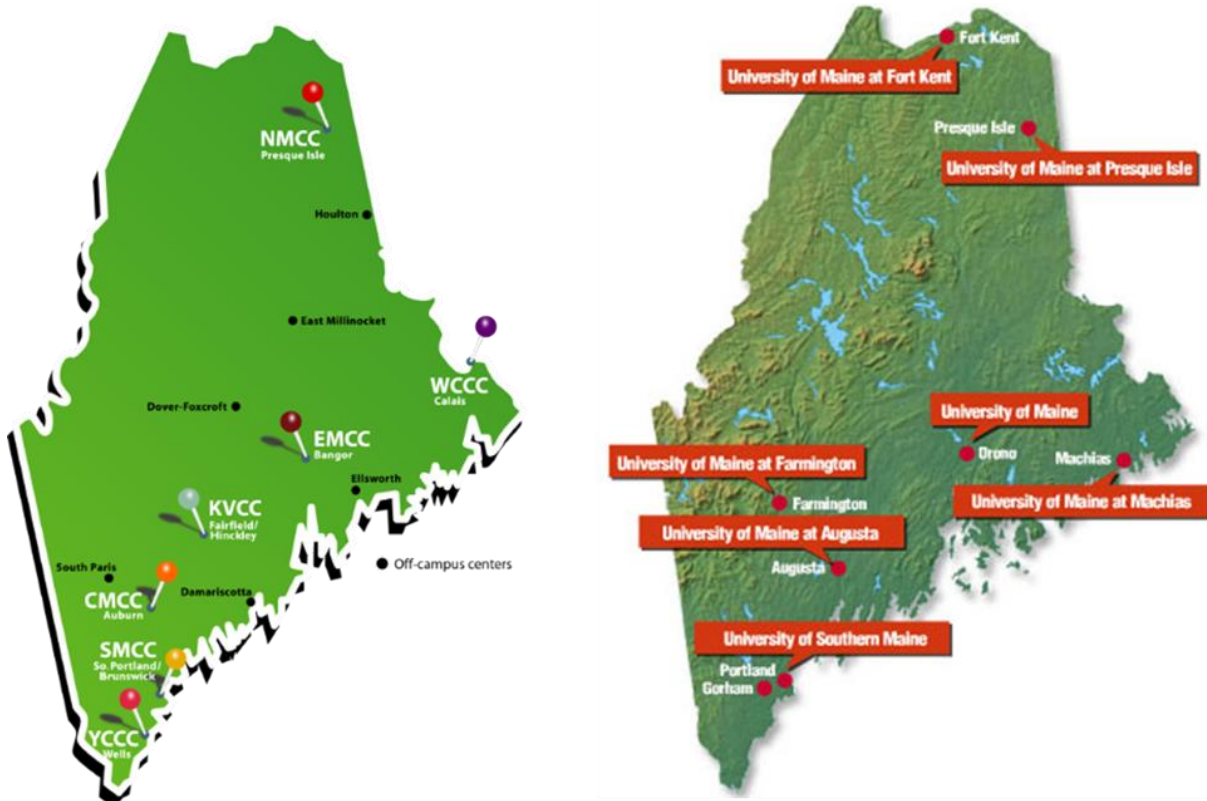 NMCC
Presque Isle
Houlton
East Millinocket
WCCC
Calais
Dover-Foxcroft
EMCC
Bangor
Ellsworth
KVCC
Fairfield/
Hinckley
South Paris
Off-campus centers
CMCC
Auburn
Damariscotta
SMCC
So. Portland/
Brunswick
YCCC
Wells
Fort Kent
University of Maine at Fort Kent
Presque Isle
University of Maine at Presque Isle
University of Maine
Orono
Machias
University of Maine at Machias
University of Maine at Farmington
Farmington
University of Maine at Augusta
Augusta
University of Southern Maine
Portland
Gorham